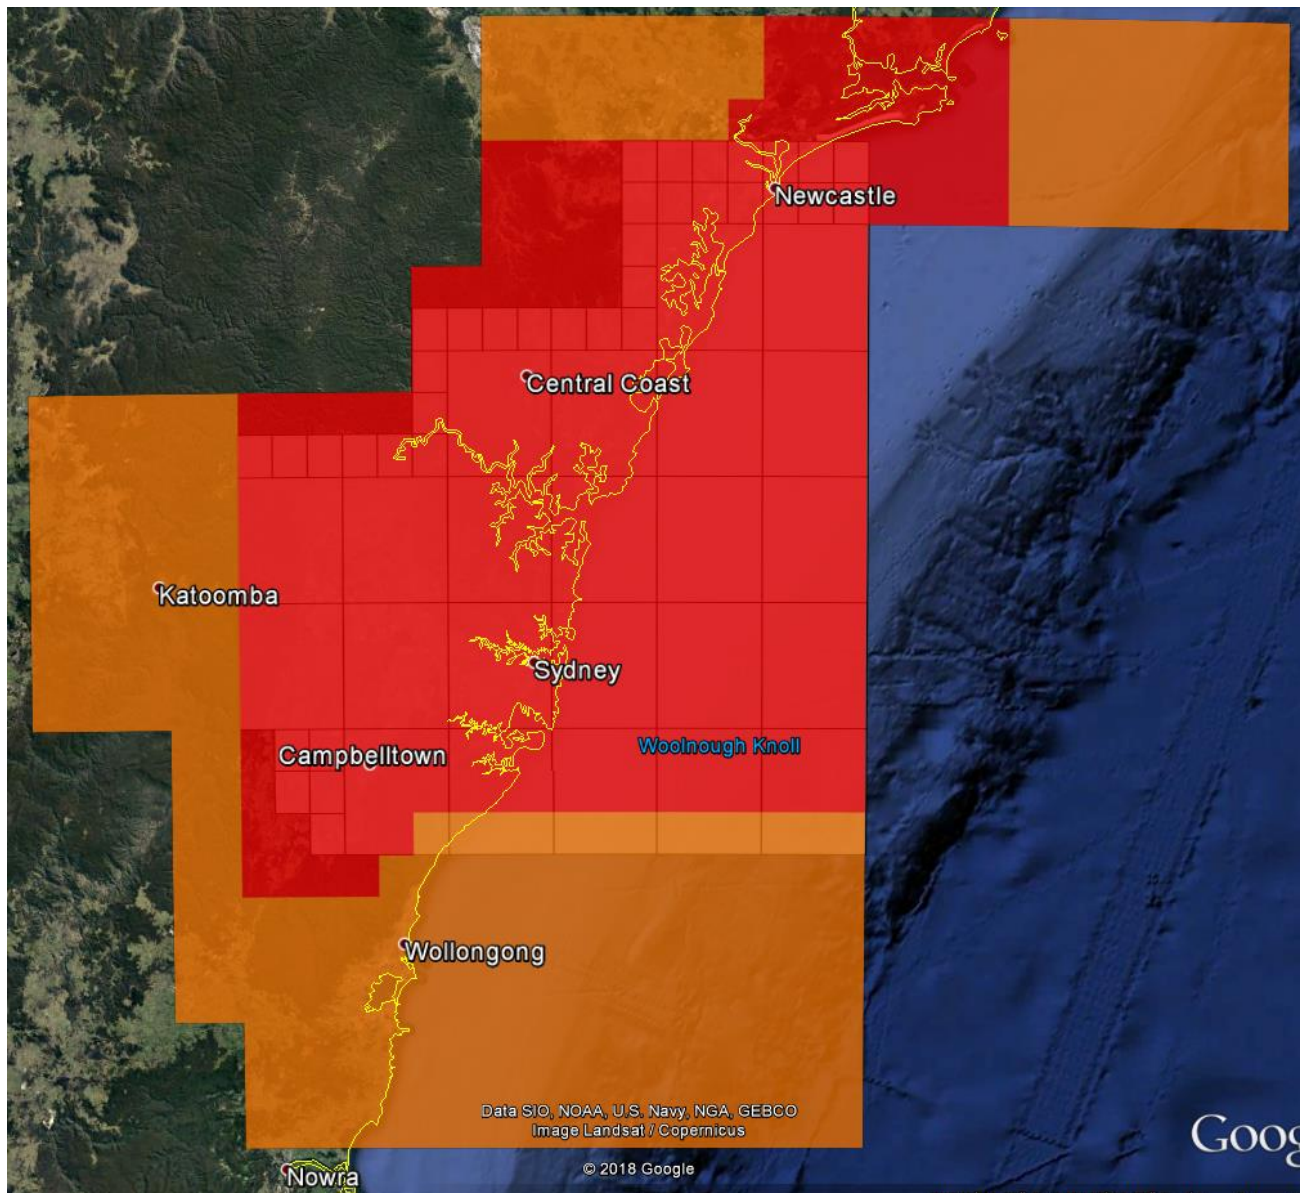 Newcastle
Central Coast
Katoomba
Sydney
Woolnough Knoll
Campbelltown
Wollongong
Data SIO, NOAA, U.S. Navy, NGA, GEBCO
Image Landsat / Copernicus
Goog
© 2018 Google
Nowra